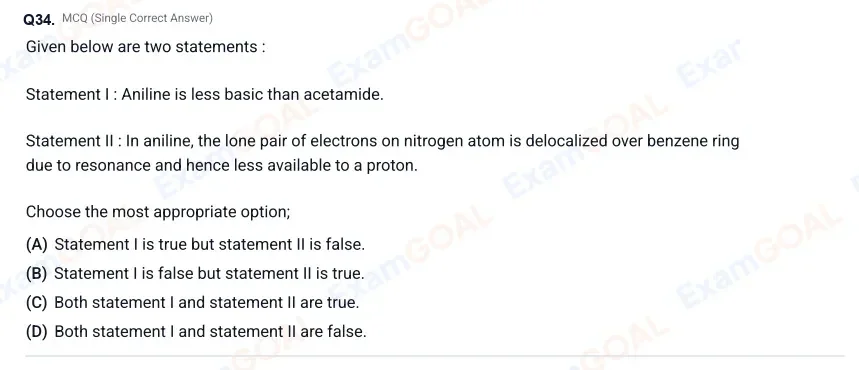 Q34. MCQ (Single Correct Answer)
Given below are two statements :
Statement I : Aniline is less basic than acetamide.
Statement II : In aniline, the lone pair of electrons on nitrogen atom is delocalized over benzene ring
due to resonance and hence less available to a proton.
Choose the most appropriate option;
(A) Statement I is true but statement II is false.
(B) Statement I is false but statement II is true.
(C) Both statement I and statement II are true.
(D) Both statement I and statement II are false.
ExamGOAL